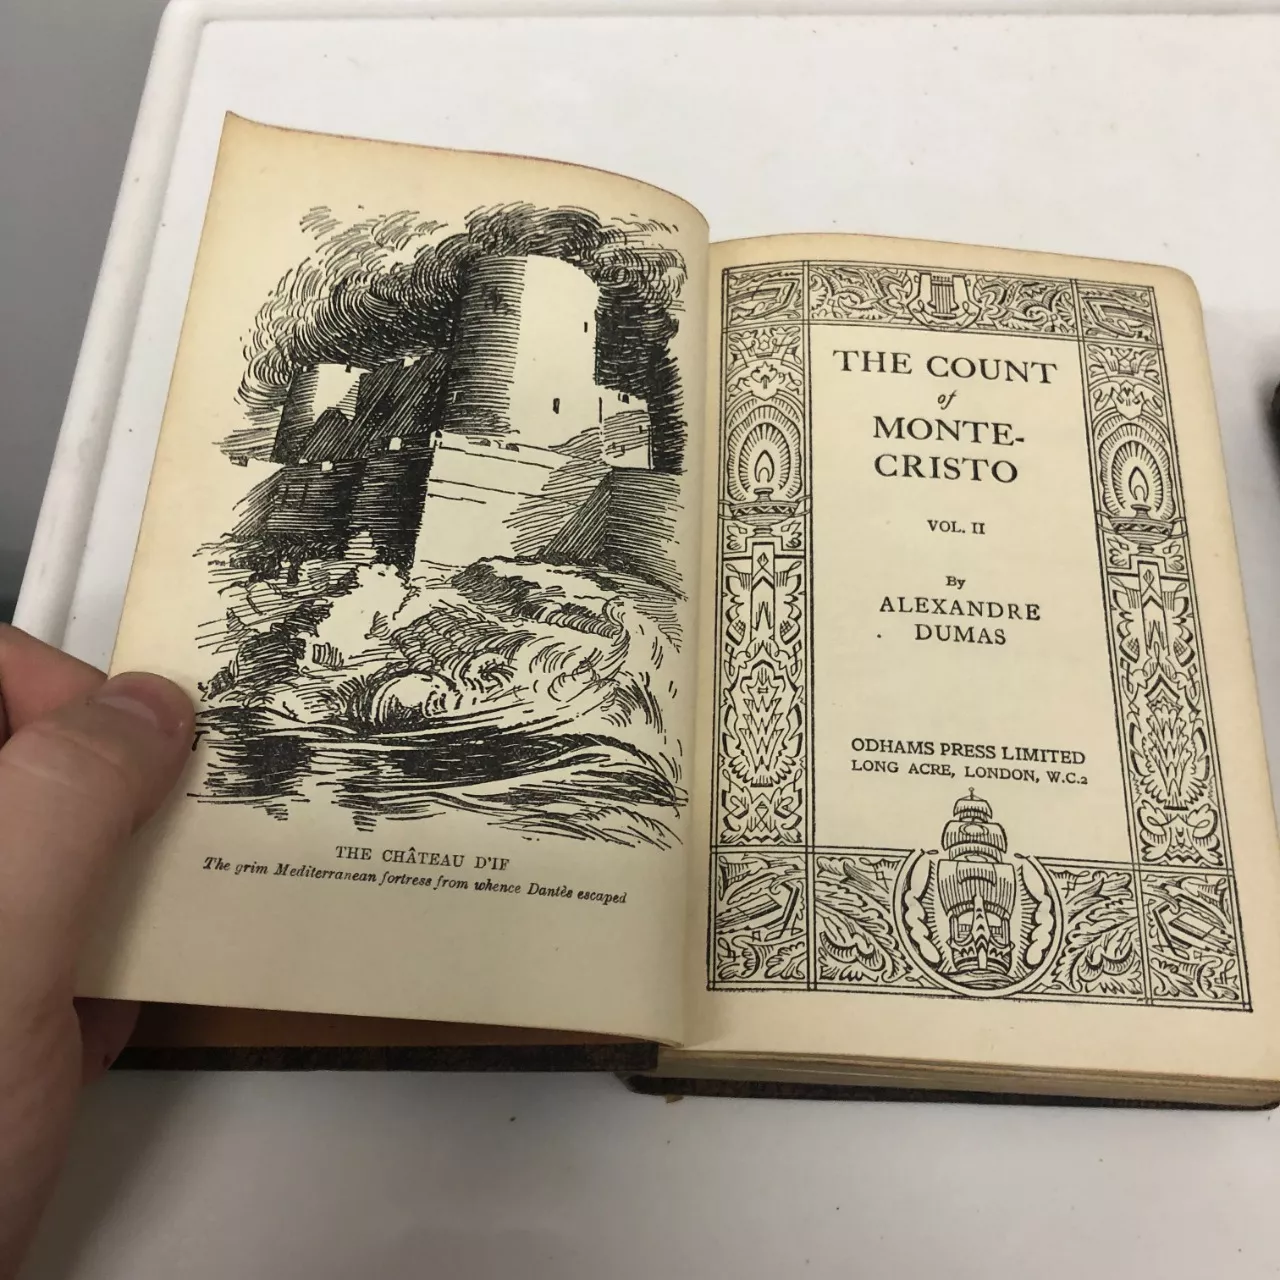 THE CHÂTEAU D'IF
The grim Mediterranean fortress from whence Dantès escaped
THE COUNT
of
MONTE-
CRISTO
VOL. II
By
ALEXANDRE
DUMAS
ODHAMS PRESS LIMITED
LONG ACRE, LONDON, W.C.2